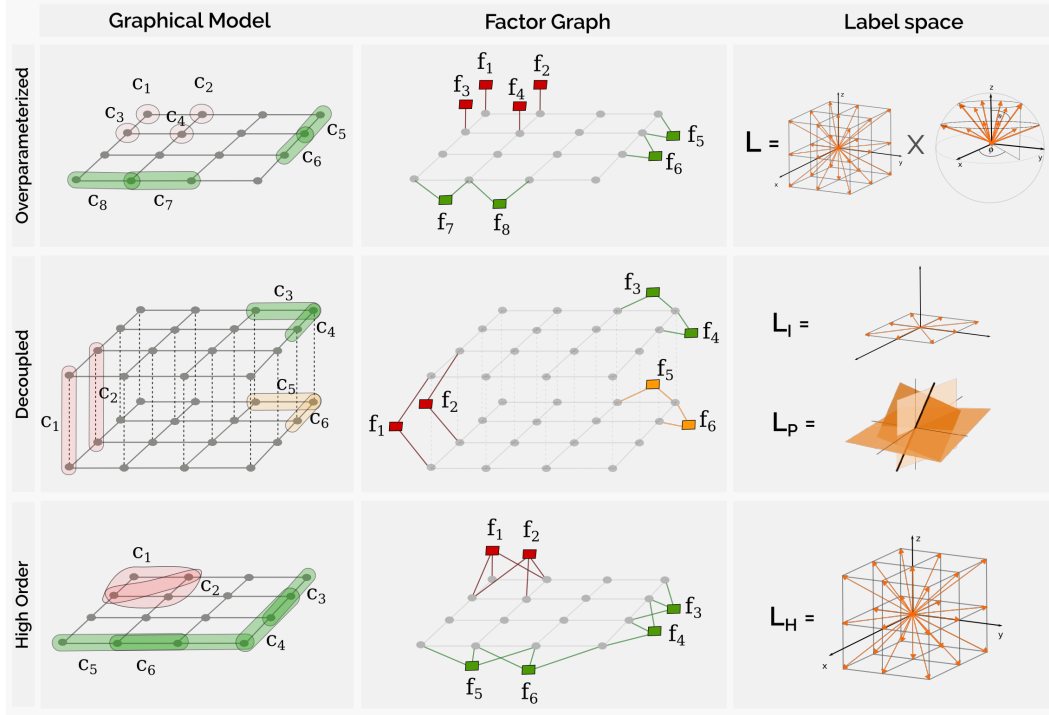 Graphical Model
Factor Graph
Label space
Overparameterized
c1
c2
c3
c4
c5
c6
c8
c7
f1
f2
f3
f4
f5
f6
f7
f8
L =
z
y
x
X
z
y
x
θ
ø
Decoupled
c3
c4
c1
c2
c5
c6
f3
f4
f5
f1
f2
f6
LI =
LP =
High Order
c1
c2
c3
c4
c5
c6
f1
f2
f3
f4
f5
f6
LH =
z
y
x